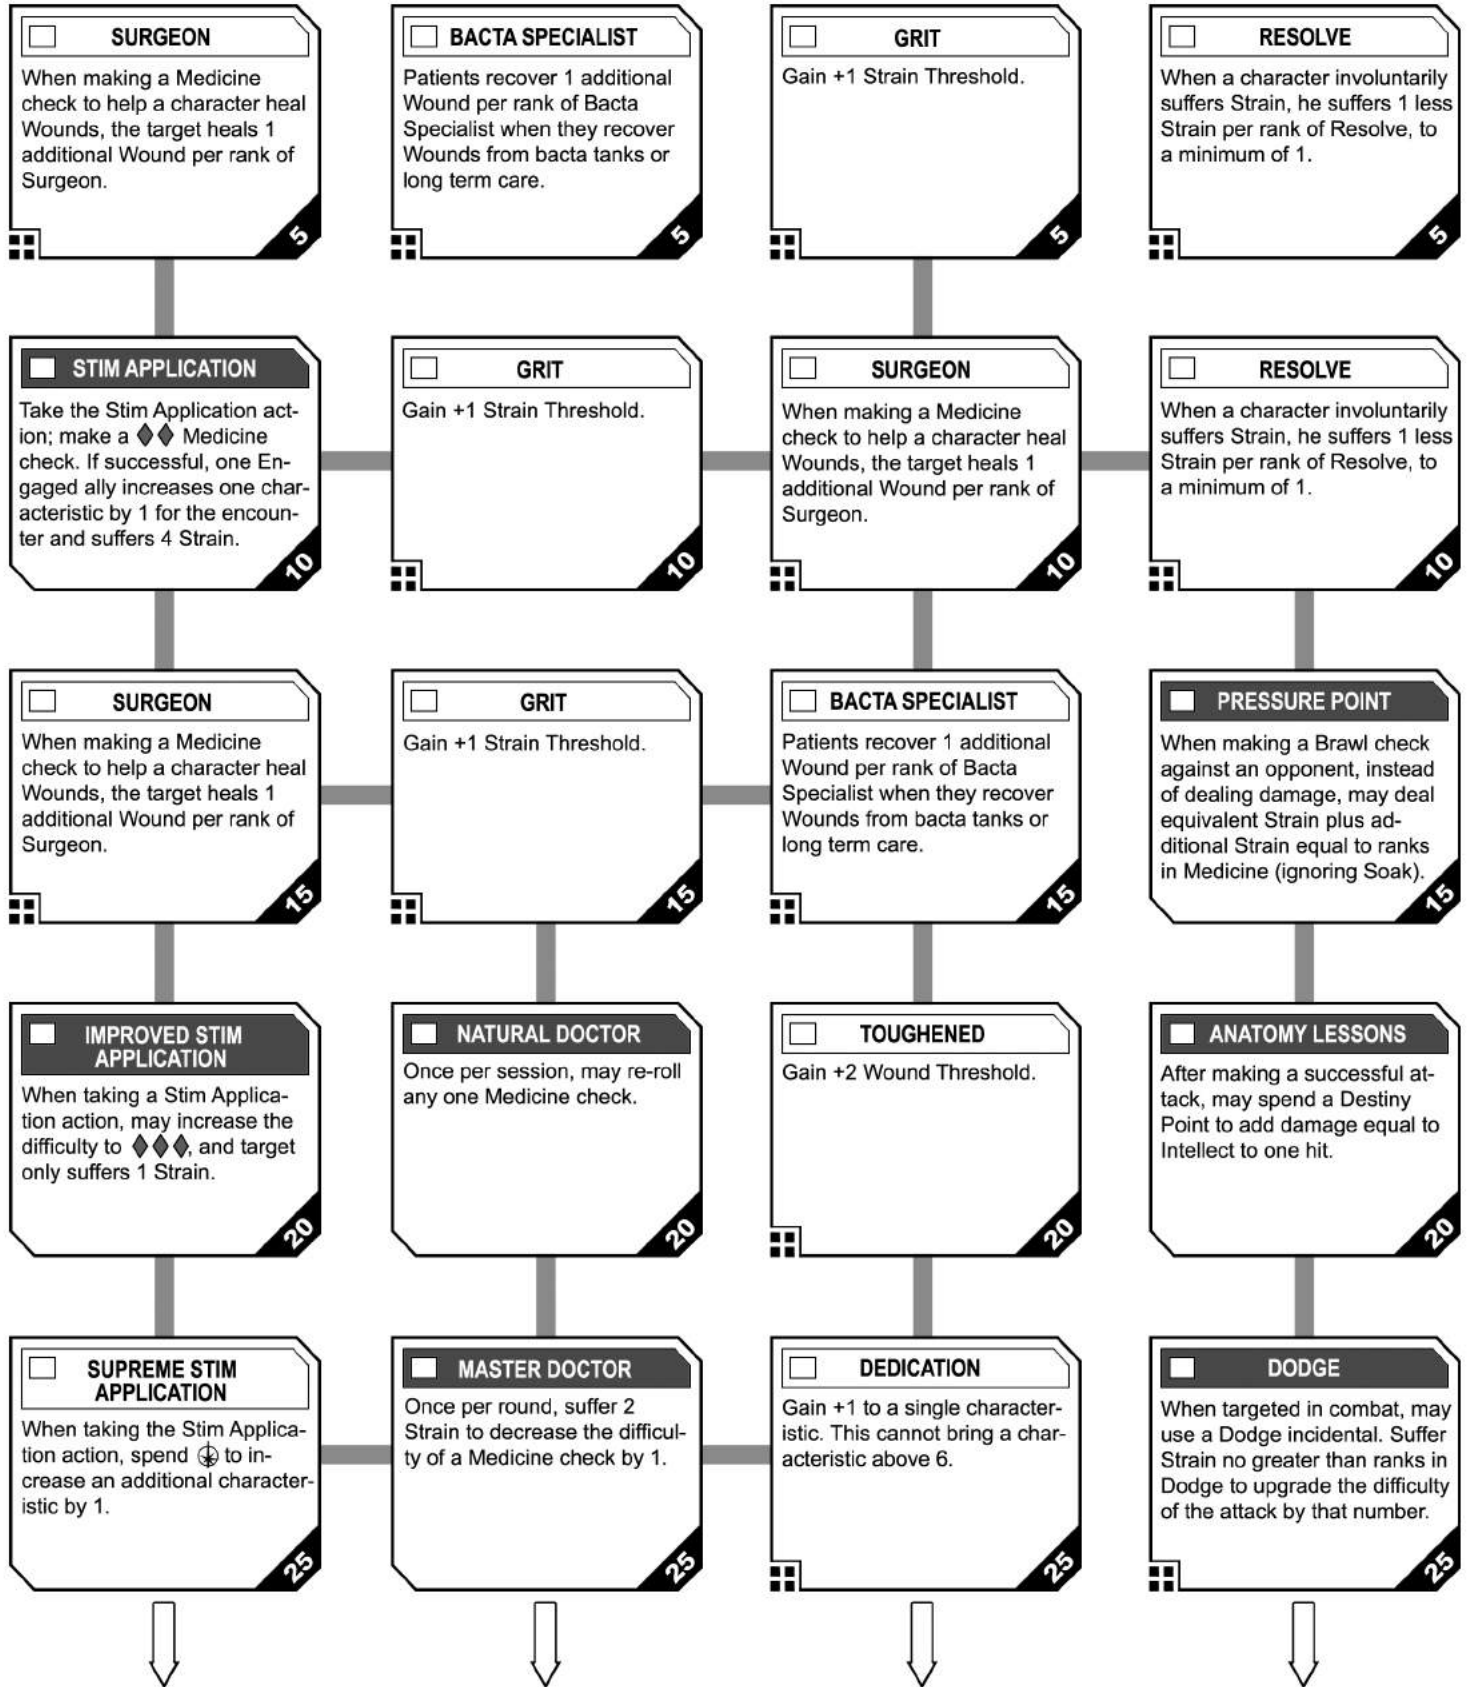 SURGEON
When making a Medicine
check to help a character heal
Wounds, the target heals 1
additional Wound per rank of
Surgeon.
5
BACTA SPECIALIST
Patients recover 1 additional
Wound per rank of Bacta
Specialist when they recover
Wounds from bacta tanks or
long term care.
5
GRIT
Gain +1 Strain Threshold.
5
RESOLVE
When a character involuntarily
suffers Strain, he suffers 1 less
Strain per rank of Resolve, to
a minimum of 1.
5
STIM APPLICATION
Take the Stim Application act-
ion; make a ♦♦ Medicine
check. If successful, one En-
gaged ally increases one char-
acteristic by 1 for the encoun-
ter and suffers 4 Strain.
10
GRIT
Gain +1 Strain Threshold.
10
SURGEON
When making a Medicine
check to help a character heal
Wounds, the target heals 1
additional Wound per rank of
Surgeon.
10
RESOLVE
When a character involuntarily
suffers Strain, he suffers 1 less
Strain per rank of Resolve, to
a minimum of 1.
10
SURGEON
When making a Medicine
check to help a character heal
Wounds, the target heals 1
additional Wound per rank of
Surgeon.
15
GRIT
Gain +1 Strain Threshold.
15
BACTA SPECIALIST
Patients recover 1 additional
Wound per rank of Bacta
Specialist when they recover
Wounds from bacta tanks or
long term care.
15
PRESSURE POINT
When making a Brawl check
against an opponent, instead
of dealing damage, may deal
equivalent Strain plus ad-
ditional Strain equal to ranks
in Medicine (ignoring Soak).
15
IMPROVED STIM
APPLICATION
When taking a Stim Applica-
tion action, may increase the
difficulty to ♦♦♦, and target
only suffers 1 Strain.
20
NATURAL DOCTOR
Once per session, may re-roll
any one Medicine check.
20
TOUGHENED
Gain +2 Wound Threshold.
20
ANATOMY LESSONS
After making a successful at-
tack, may spend a Destiny
Point to add damage equal to
Intellect to one hit.
20
SUPREME STIM
APPLICATION
When taking the Stim Applica-
tion action, spend to in-
crease an additional character-
istic by 1.
25
MASTER DOCTOR
Once per round, suffer 2
Strain to decrease the difficul-
ty of a Medicine check by 1.
25
DEDICATION
Gain +1 to a single character-
istic. This cannot bring a char-
acteristic above 6.
25
DODGE
When targeted in combat, may
use a Dodge incidental. Suffer
Strain no greater than ranks in
Dodge to upgrade the difficulty
of the attack by that number.
25